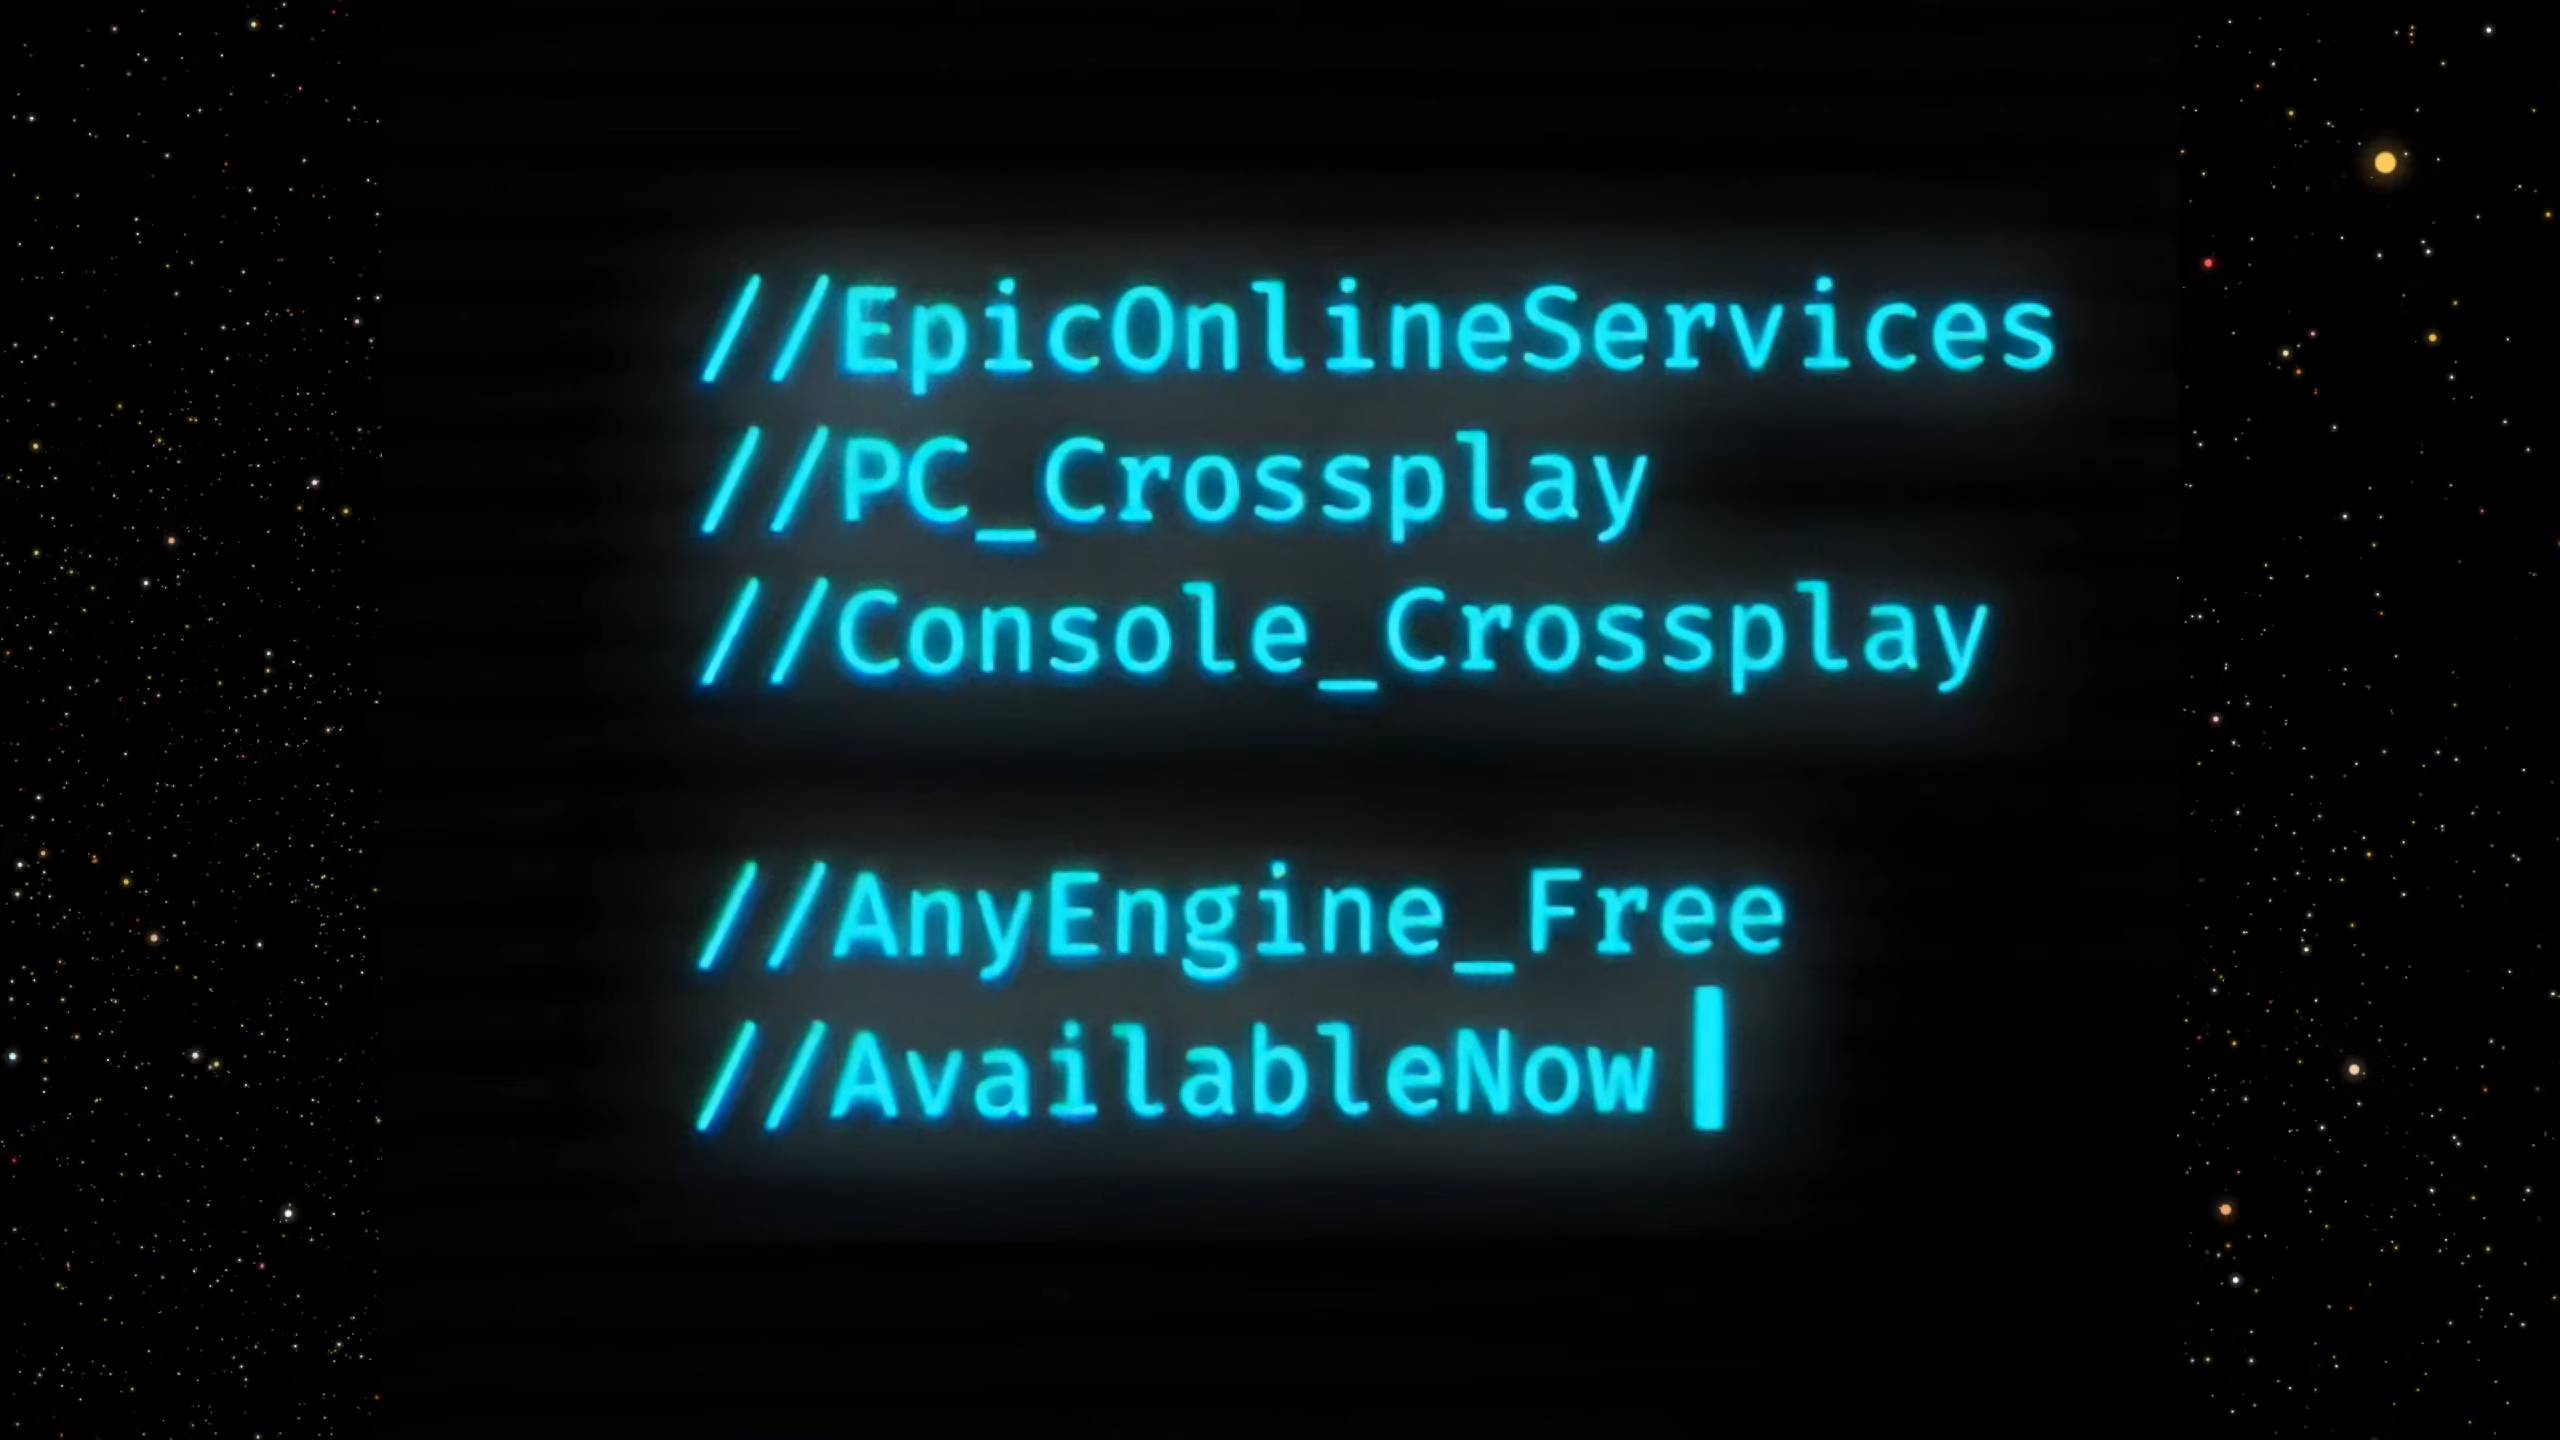 //EpicOnlineServices
//PC_Crossplay
//Console_Crossplay
//AnyEngine_Free
//AvailableNow